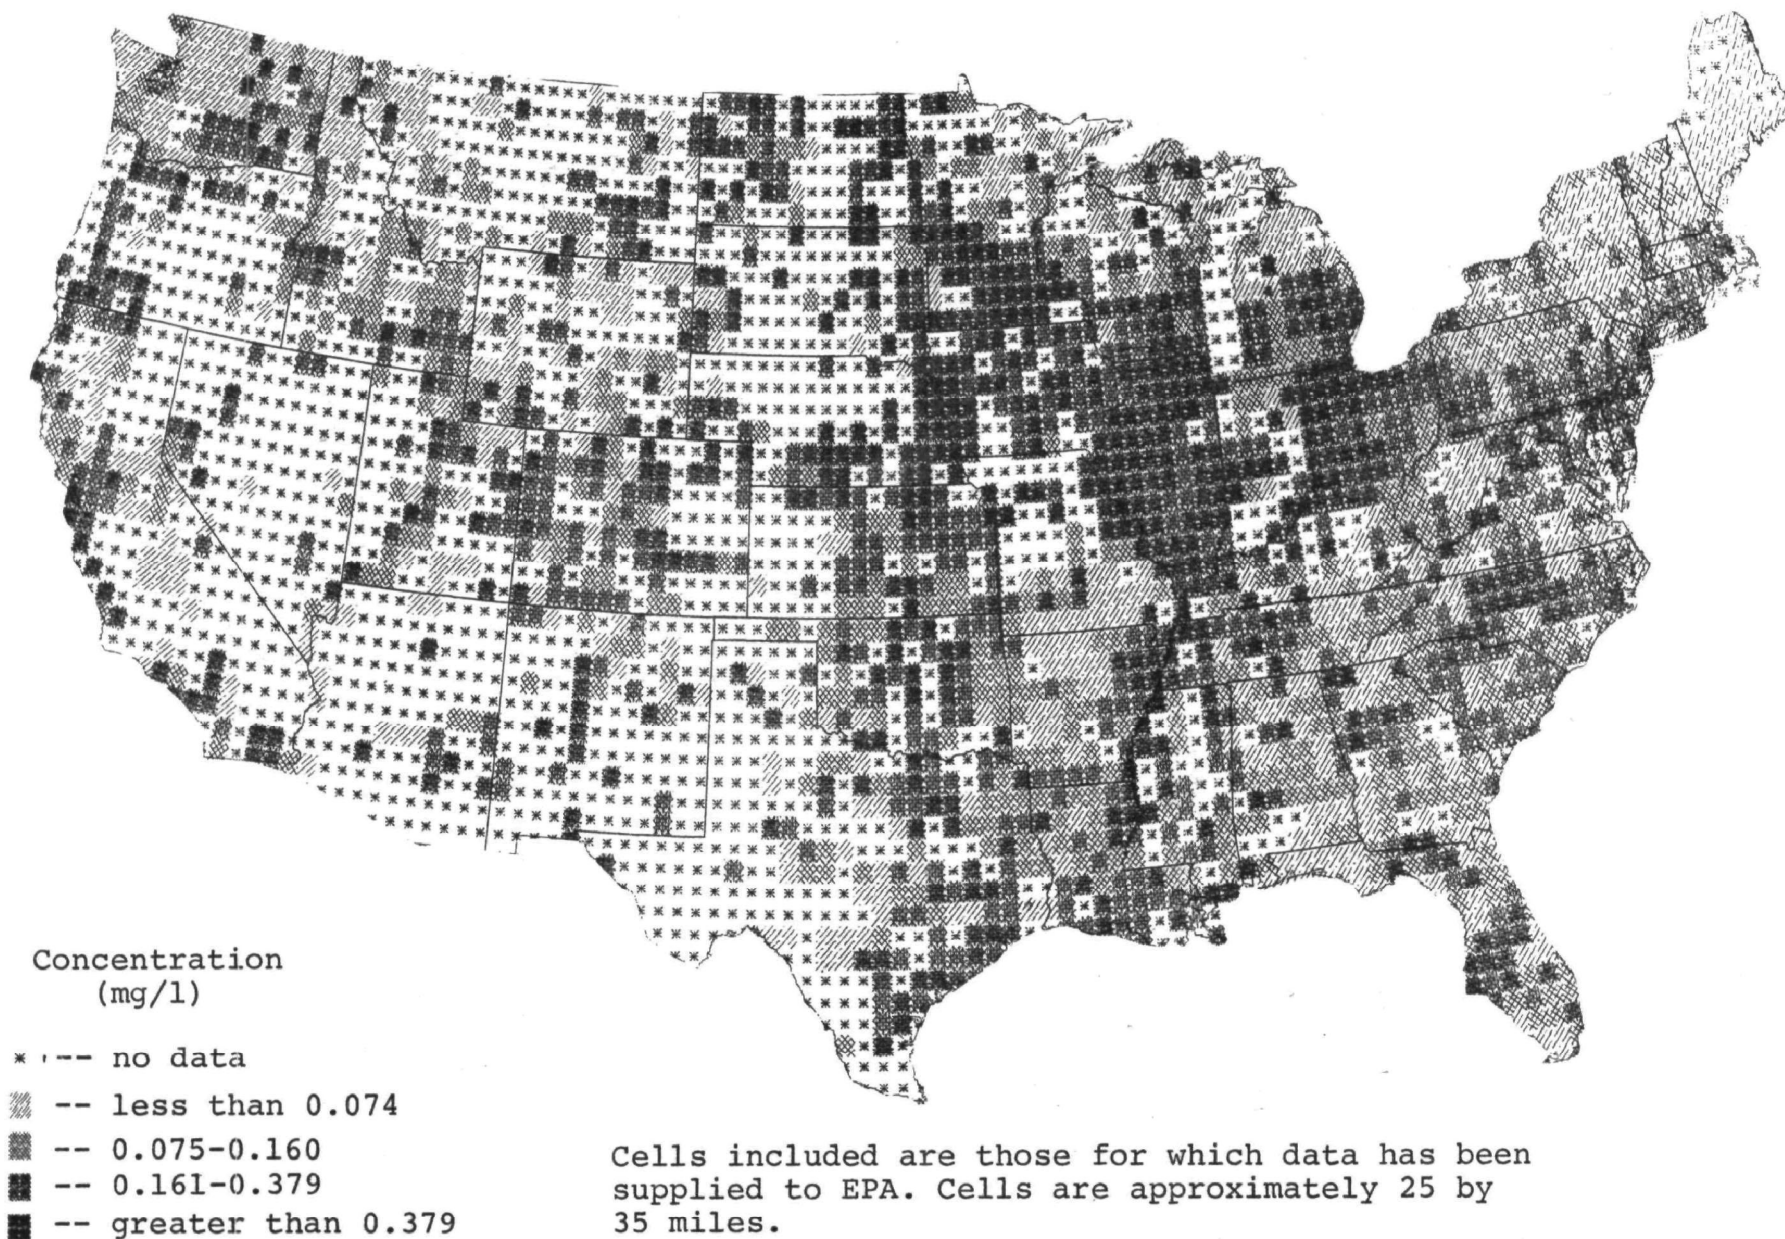 Concentration
(mg/l)
* -- no data
-- less than 0.074
-- 0.075-0.160
-- 0.161-0.379
-- greater than 0.379
Cells included are those for which data has been
supplied to EPA. Cells are approximately 25 by
35 miles.